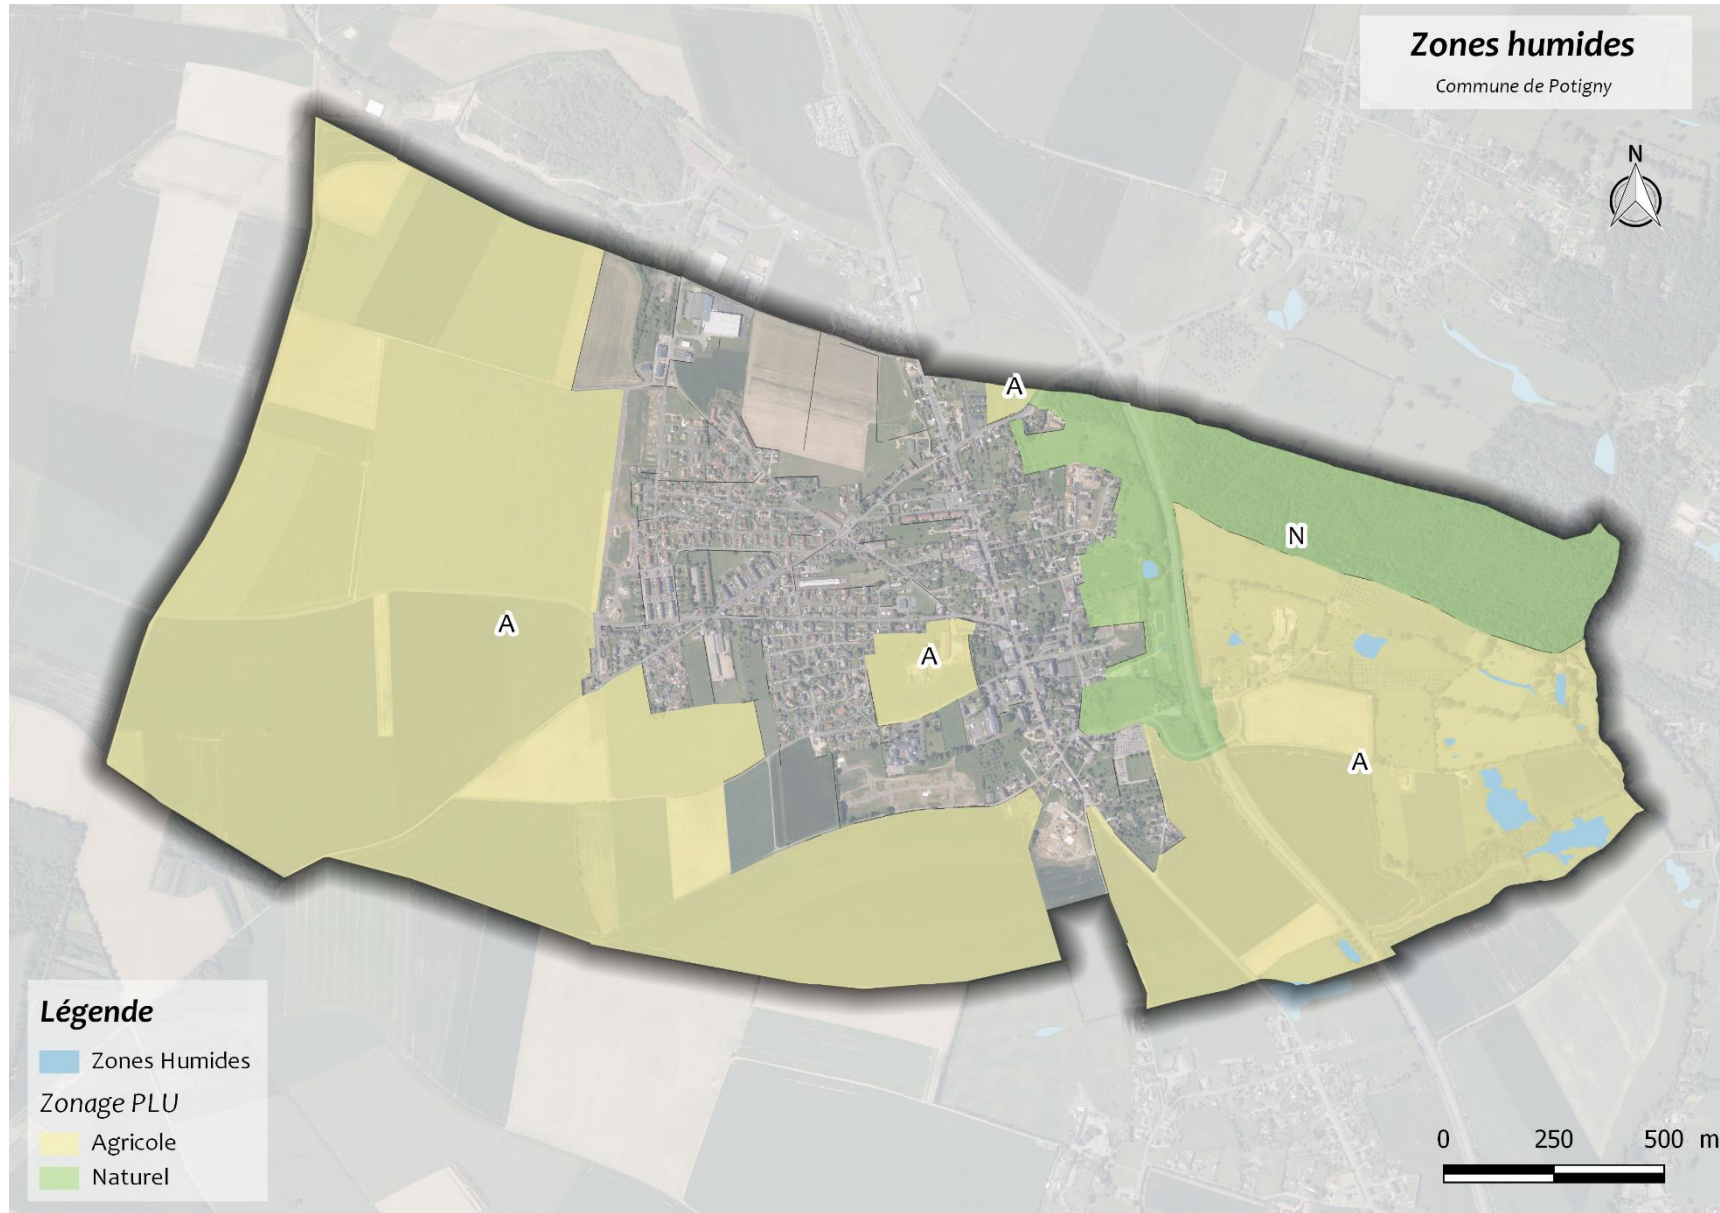 Zones humides
Commune de Potigny
N
A
N
A
A
A
Légende
Zones Humides
Zonage PLU
Agricole
Naturel
0 250 500 m